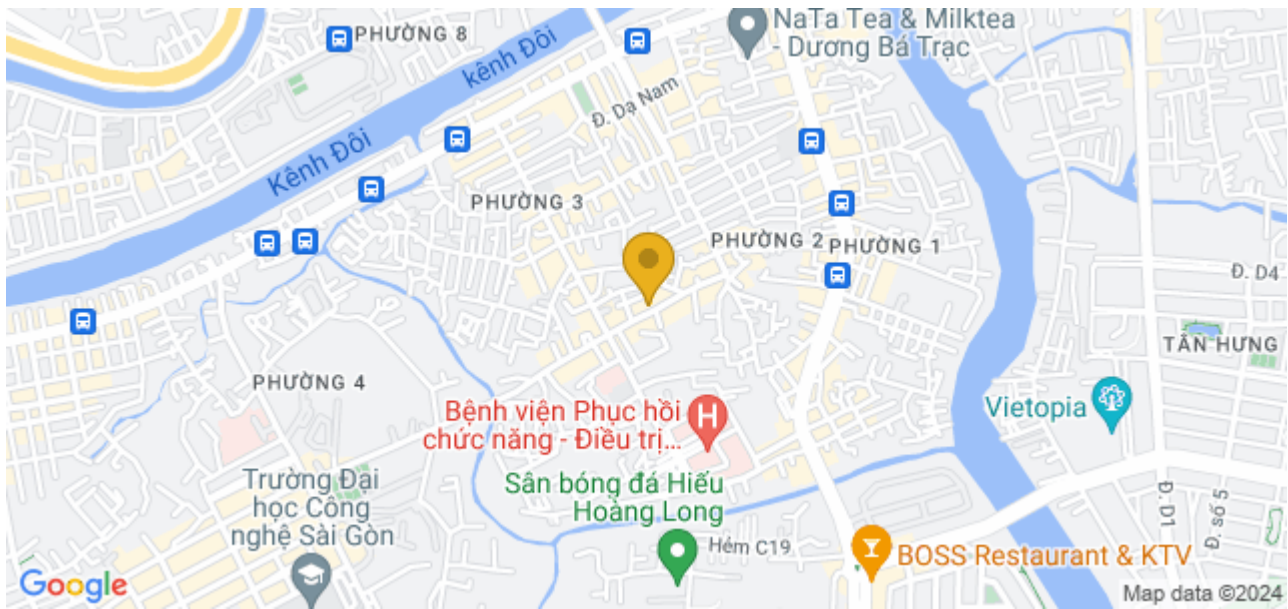 NaTa Tea & Milktea
- Dương Bá Trạc
PHƯỜNG 8
kênh Đôi
Đ. Dạ Nam
Kênh Đôi
PHƯỜNG 3
PHƯỜNG 2
PHƯỜNG 1
Đ. D4
TÂN HƯNG
PHƯỜNG 4
Vietopia
Bệnh viện Phục hồi
chức năng - Điều trị...
H
Sân bóng đá Hiếu
Hoàng Long
Trường Đại
học Công
nghệ Sài Gòn
Đ. D1
Đ. số 5
Hẻm C19
BOSS Restaurant & KTV
Google
Map data ©2024